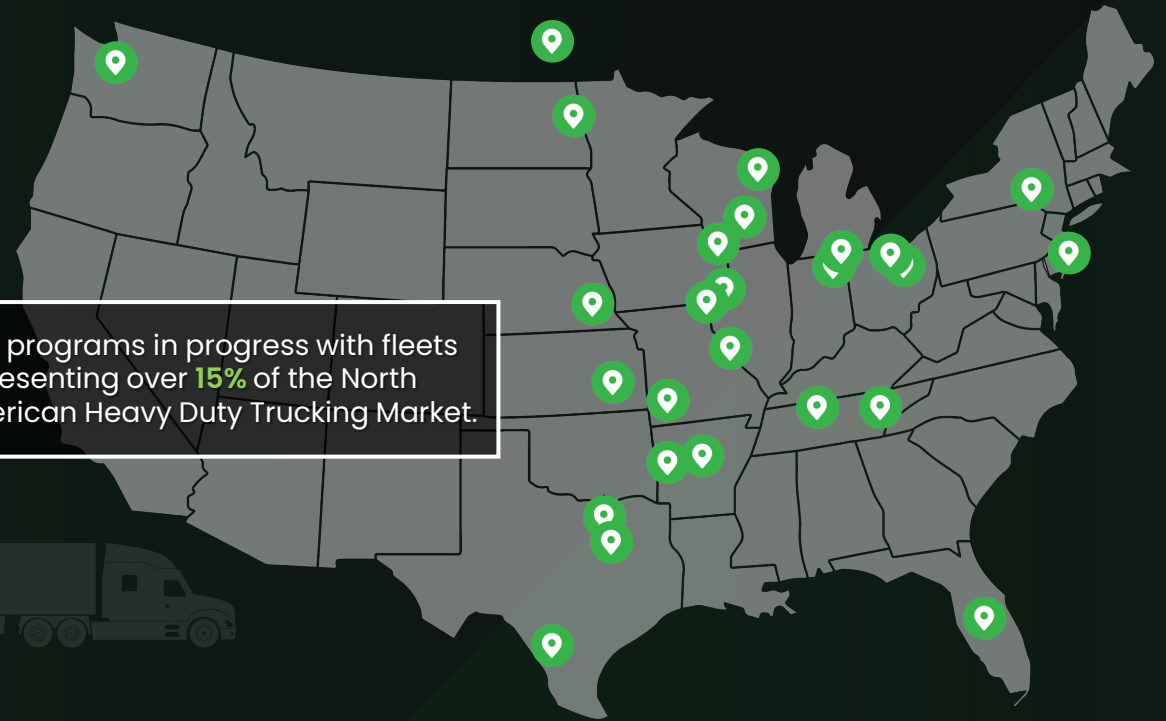 programs in progress with fleets
esenting over 15% of the North
erican Heavy Duty Trucking Market.